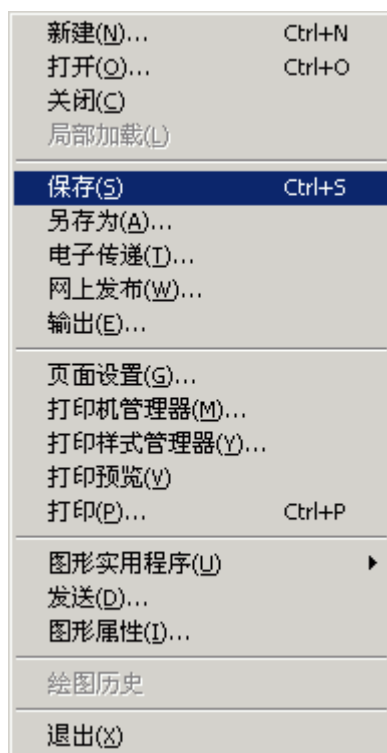 新建(N)... Ctrl+N
打开(O)... Ctrl+O
关闭(C)
局部加载(L)
保存(S) Ctrl+S
另存为(A)...
电子传递(T)...
网上发布(W)...
输出(E)...
页面设置(G)...
打印机管理器(M)...
打印样式管理器(Y)...
打印预览(V)
打印(P)... Ctrl+P
图形实用程序(U)
发送(D)...
图形属性(I)...
绘图历史
退出(X)